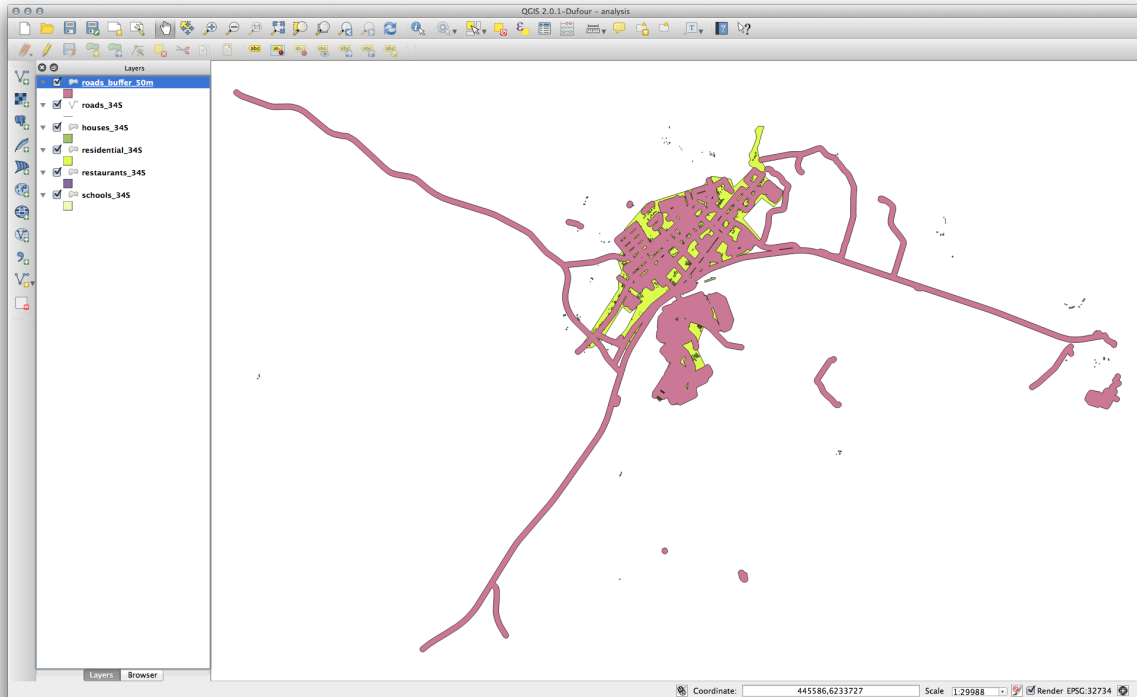 QGIS 2.0.1-Dufour - analysis
Layers
roads_buffer_50m
roads_34S
houses_34S
residential_34S
restaurants_34S
schools_34S
Layers Browser
Coordinate: 445586,6233727 Scale 1:29988 Render EPSG:32734